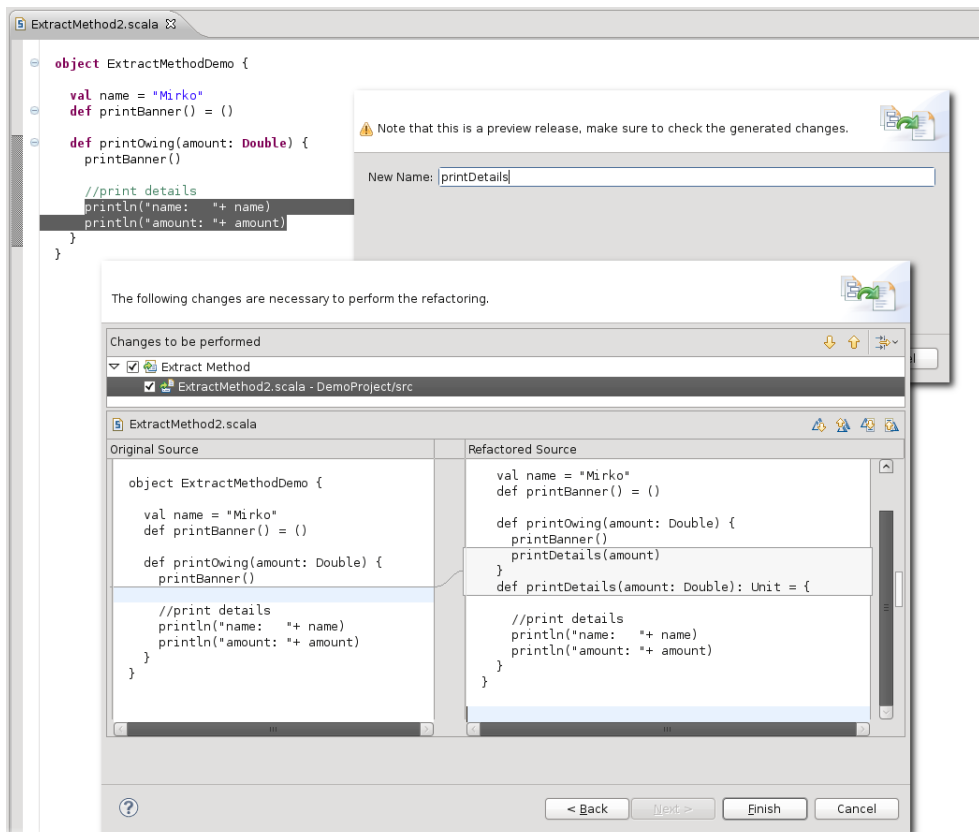 ExtractMethod2.scala
object ExtractMethodDemo {
val name = "Mirko"
def printBanner() = ()
def printOwing(amount: Double) {
printBanner()
//print details
println("name:   "+ name)
println("amount: "+ amount)
}
}
Note that this is a preview release, make sure to check the generated changes.
New Name: printDetails
The following changes are necessary to perform the refactoring.
Changes to be performed
Extract Method
ExtractMethod2.scala - DemoProject/src
ExtractMethod2.scala
Original Source
object ExtractMethodDemo {
val name = "Mirko"
def printBanner() = ()
def printOwing(amount: Double) {
printBanner()
//print details
println("name:   "+ name)
println("amount: "+ amount)
}
}
Refactored Source
val name = "Mirko"
def printBanner() = ()
def printOwing(amount: Double) {
printBanner()
printDetails(amount)
}
def printDetails(amount: Double): Unit = {
//print details
println("name:   "+ name)
println("amount: "+ amount)
}
}
< Back
Next >
Finish
Cancel